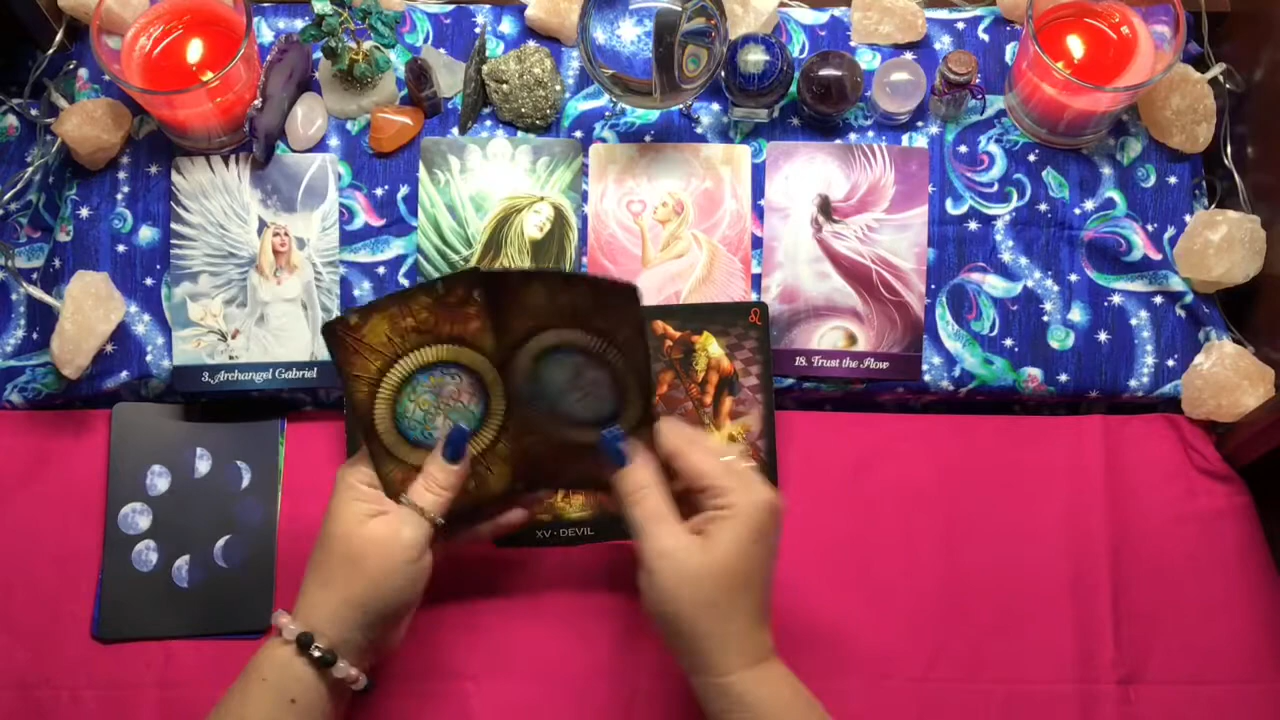 3. Archangel Gabriel
18. Trust the Flow
XV • DEVIL